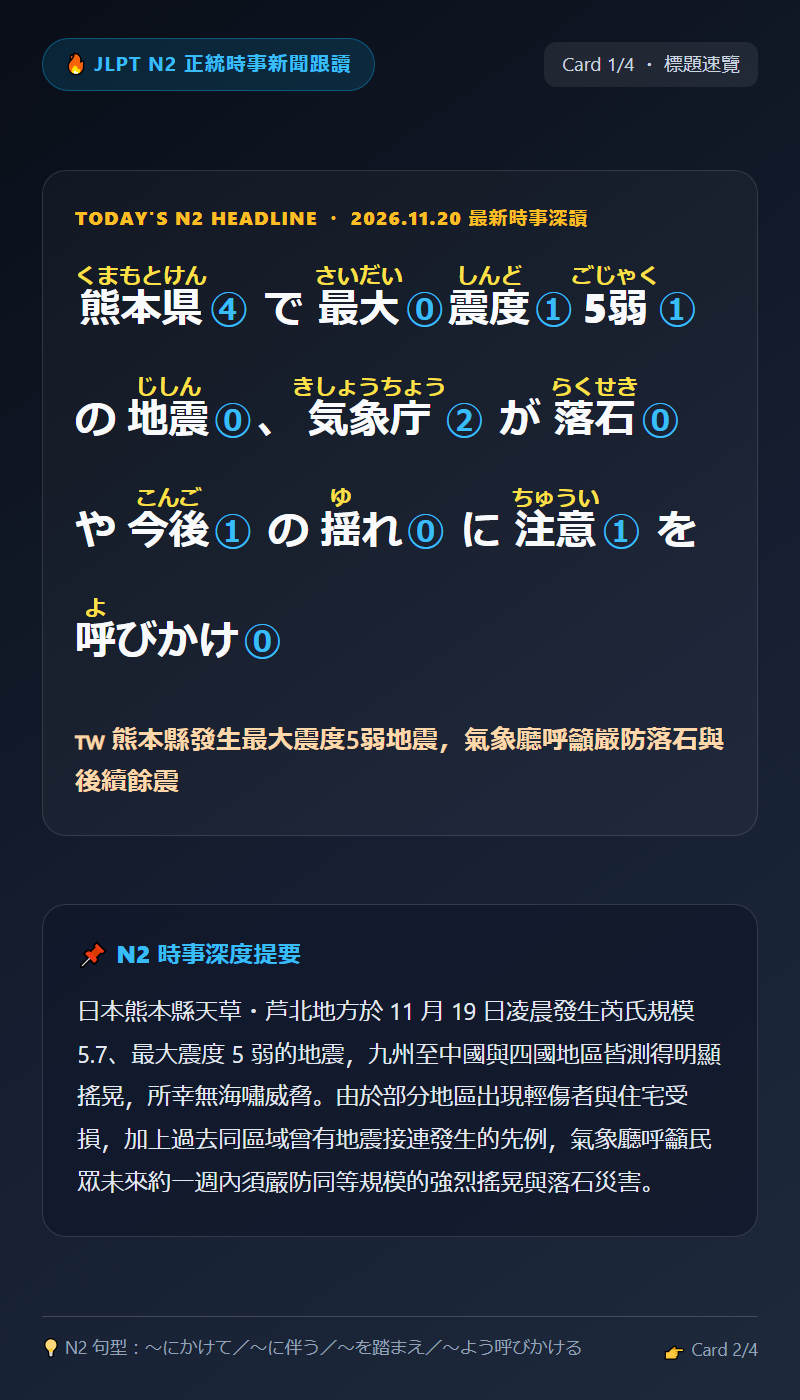 🔥 JLPT N2 正統時事新聞跟讀
Card 1/4 ・ 標題速覽
TODAY'S N2 HEADLINE ・ 2026.11.20 最新時事深讀
くまもとけん さいだい しんど ごじゃく
熊本県④ で 最大⓪震度①5弱①
じしん きしょうちょう らくせき
の 地震⓪、気象庁② が 落石⓪
こんご ゆ ちゅうい
や 今後① の 揺れ⓪ に 注意① を
よ
呼びかけ⓪
TW 熊本縣發生最大震度5弱地震，氣象廳呼籲嚴防落石與
後續餘震
📌 N2 時事深度提要
日本熊本縣天草・芦北地方於 11 月 19 日凌晨發生芮氏規模
5.7、最大震度 5 弱的地震，九州至中國與四國地區皆測得明顯
搖晃，所幸無海嘯威脅。由於部分地區出現輕傷者與住宅受
損，加上過去同區域曾有地震接連發生的先例，氣象廳呼籲民
眾未來約一週內須嚴防同等規模的強烈搖晃與落石災害。
💡 N2 句型：～にかけて／～に伴う／～を踏まえ／～よう呼びかける
👉 Card 2/4